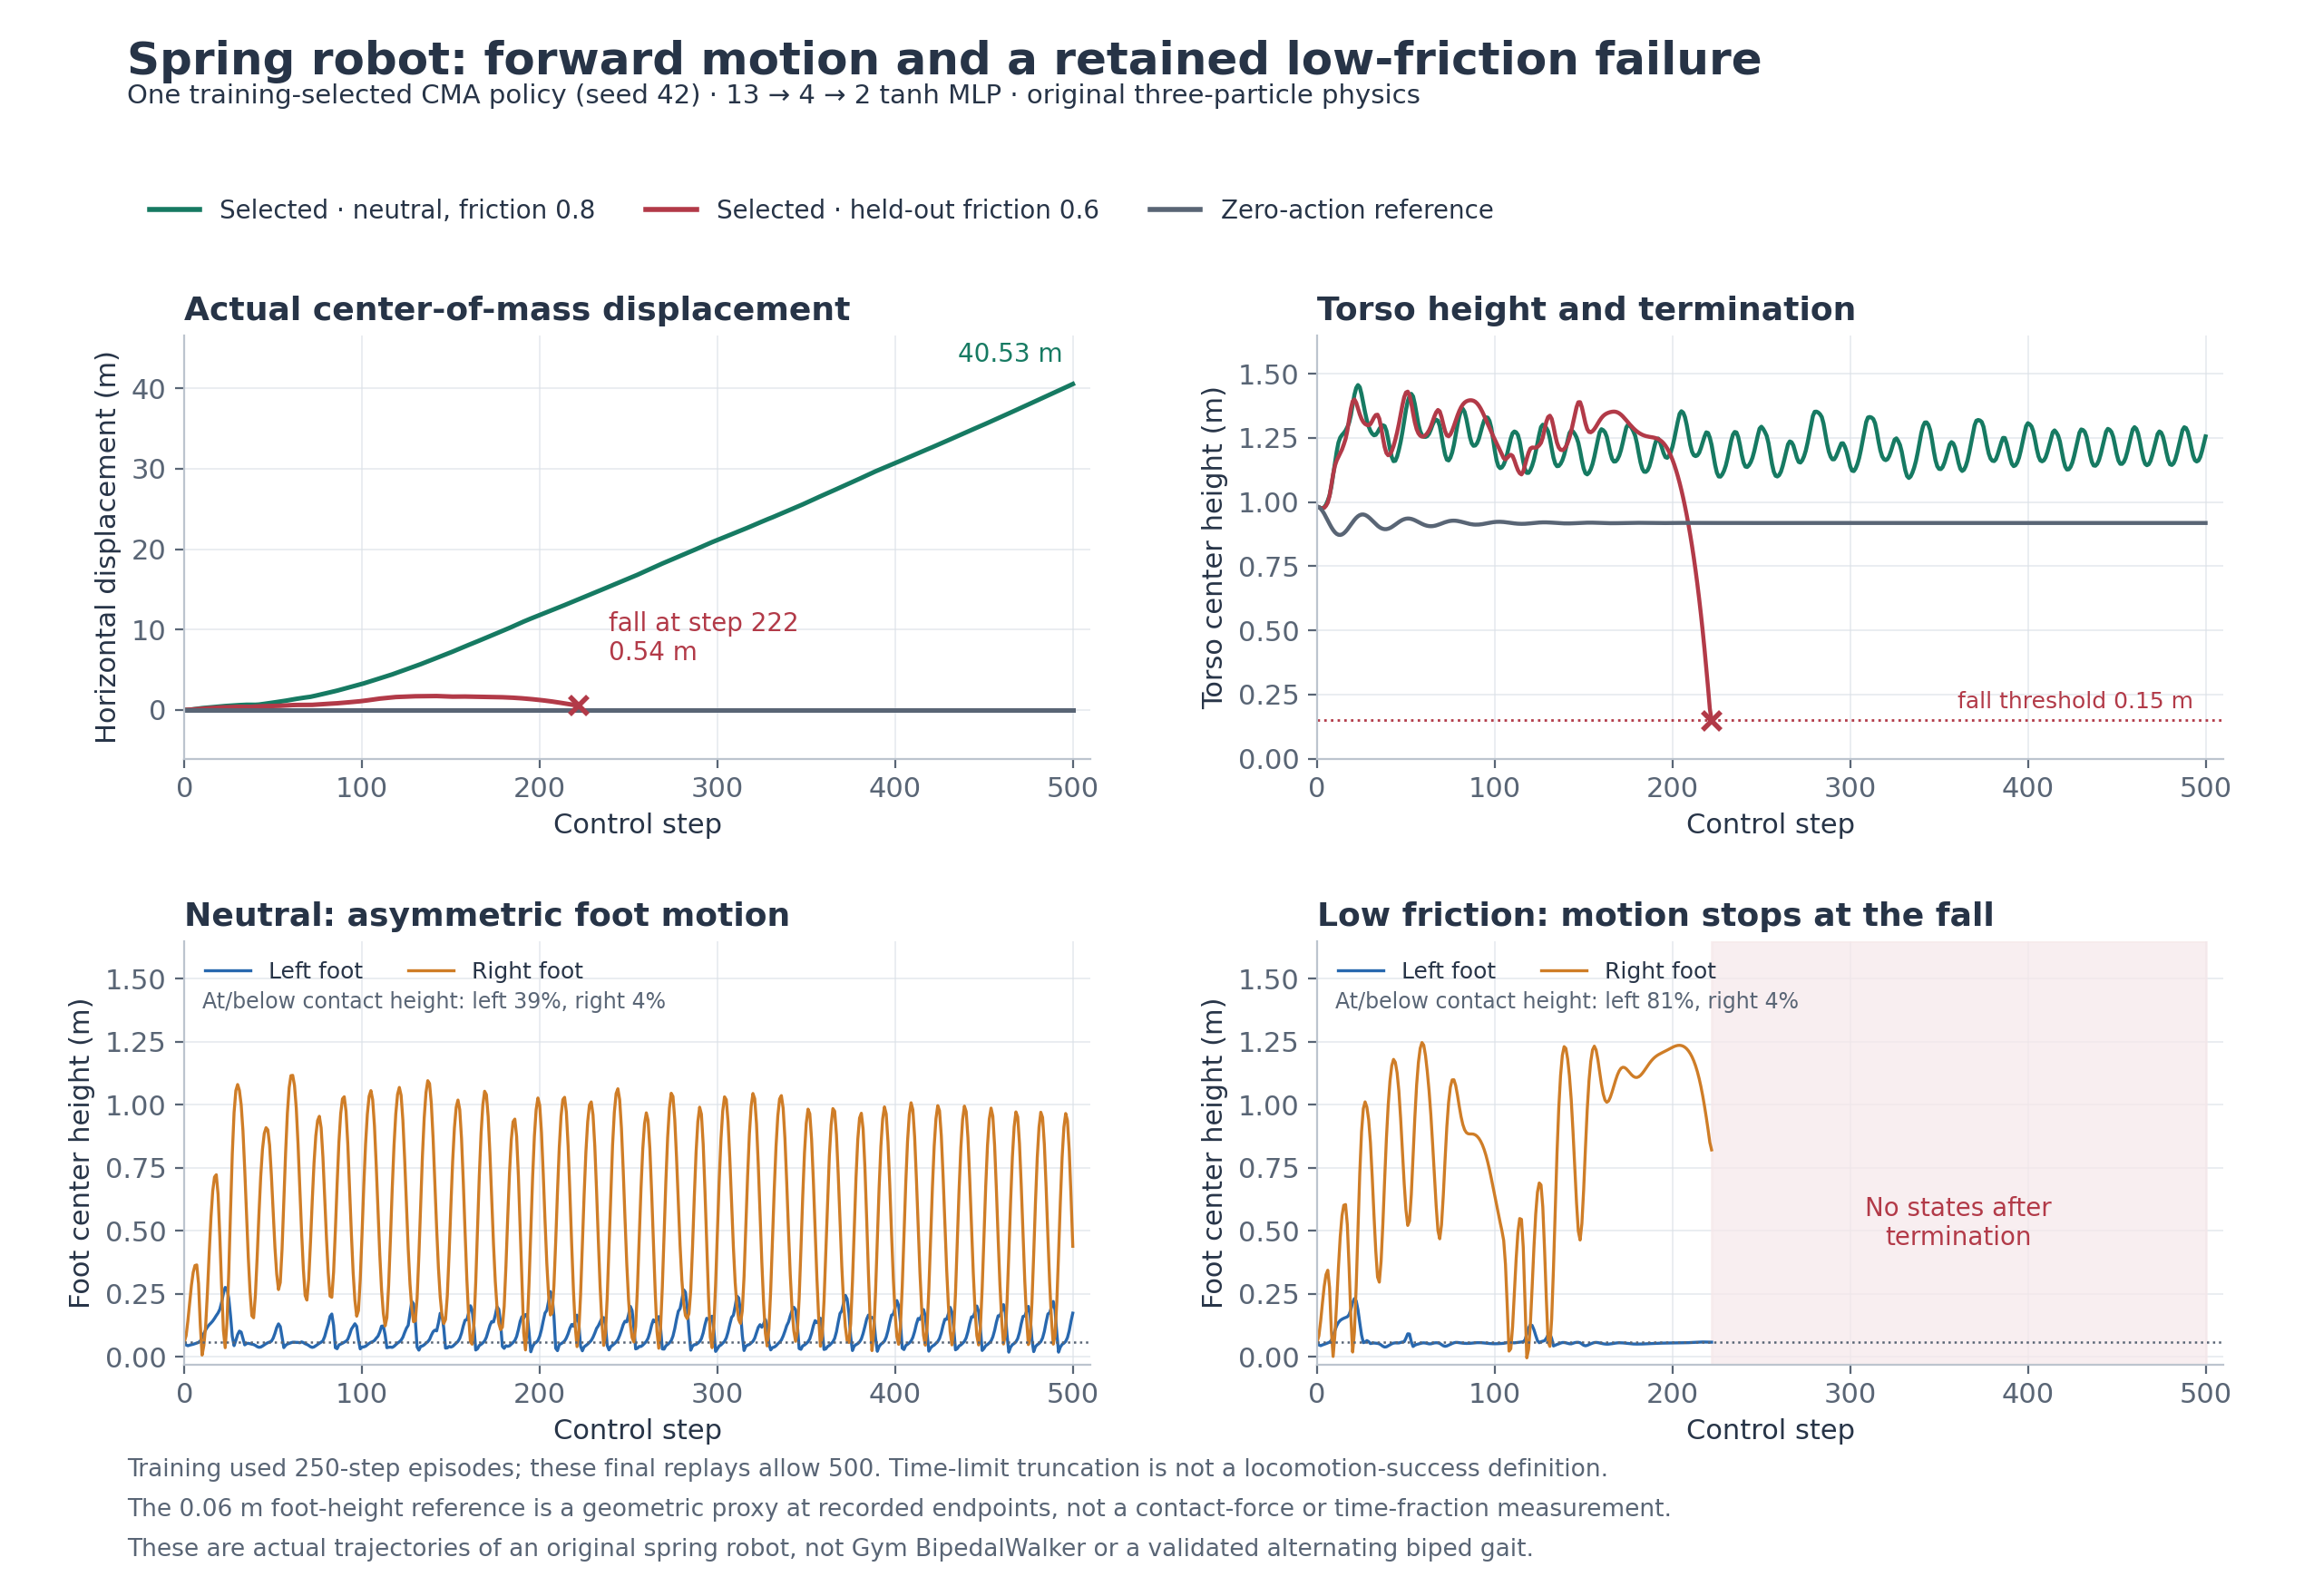 Spring robot: forward motion and a retained low-friction failure
One training-selected CMA policy (seed 42) · 13 → 4 → 2 tanh MLP · original three-particle physics
Selected · neutral, friction 0.8
Selected · held-out friction 0.6
Zero-action reference
Actual center-of-mass displacement
Horizontal displacement (m)
40
30
20
10
0
40.53 m
fall at step 222
0.54 m
0 100 200 300 400 500
Control step
Torso height and termination
Torso center height (m)
1.50
1.25
1.00
0.75
0.50
0.25
0.00
fall threshold 0.15 m
0 100 200 300 400 500
Control step
Neutral: asymmetric foot motion
Foot center height (m)
Left foot
Right foot
At/below contact height: left 39%, right 4%
1.50
1.25
1.00
0.75
0.50
0.25
0.00
0 100 200 300 400 500
Control step
Low friction: motion stops at the fall
Foot center height (m)
Left foot
Right foot
At/below contact height: left 81%, right 4%
1.50
1.25
1.00
0.75
0.50
0.25
0.00
No states after
termination
0 100 200 300 400 500
Control step
Training used 250-step episodes; these final replays allow 500. Time-limit truncation is not a locomotion-success definition.
The 0.06 m foot-height reference is a geometric proxy at recorded endpoints, not a contact-force or time-fraction measurement.
These are actual trajectories of an original spring robot, not Gym BipedalWalker or a validated alternating biped gait.